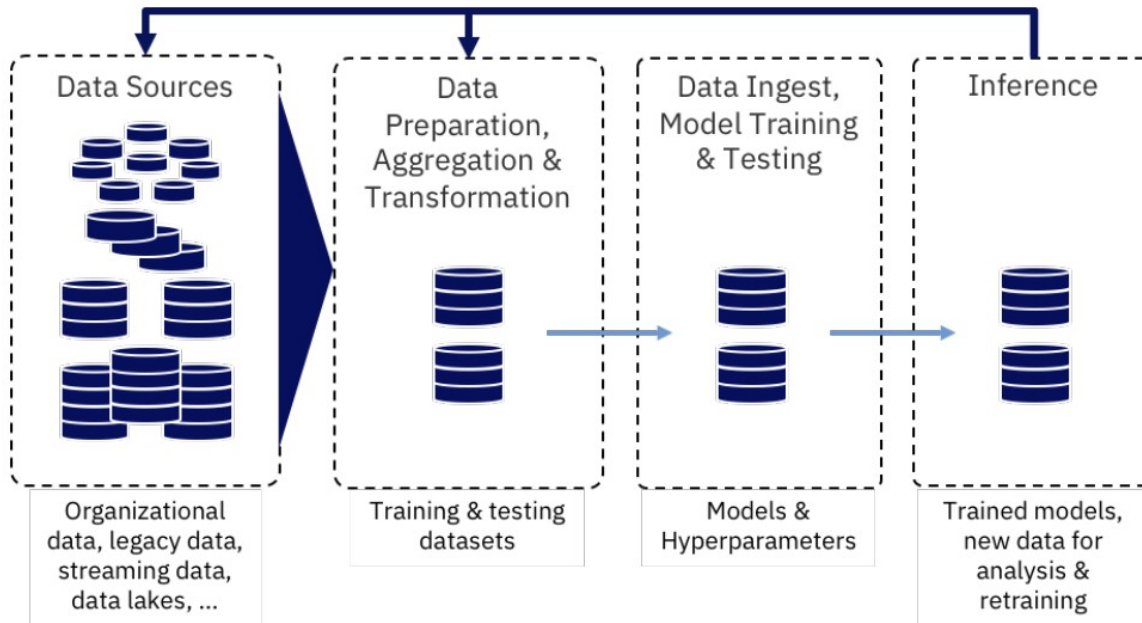 Data Sources
Data
Preparation,
Aggregation &
Transformation
Data Ingest,
Model Training
& Testing
Inference
Organizational
data, legacy data,
streaming data,
data lakes, ...
Training & testing
datasets
Models &
Hyperparameters
Trained models,
new data for
analysis &
retraining